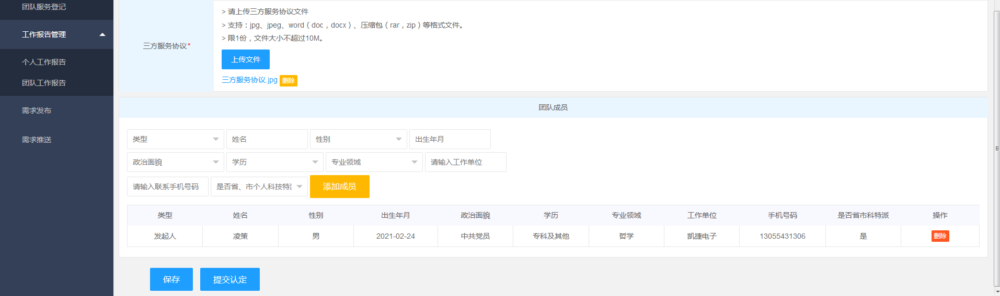 团队服务登记
工作报告管理
个人工作报告
团队工作报告
需求发布
需求推送
三方服务协议*
> 请上传三方服务协议文件
> 支持：jpg、jpeg、word（doc，docx）、压缩包（rar，zip）等格式文件。
> 限1份，文件大小不超过10M。
上传文件
三方服务协议.jpg 删除
团队成员
类型 姓名 性别 出生年月
政治面貌 学历 专业领域 请输入工作单位
请输入联系手机号码 是否省、市个人科技特 添加成员
类型 姓名 性别 出生年月 政治面貌 学历 专业领域 工作单位 手机号码 是否省市科特派 操作
发起人 凌策 男 2021-02-24 中共党员 专科及其他 哲学 凯捷电子 13055431306 是 删除
保存 提交认定